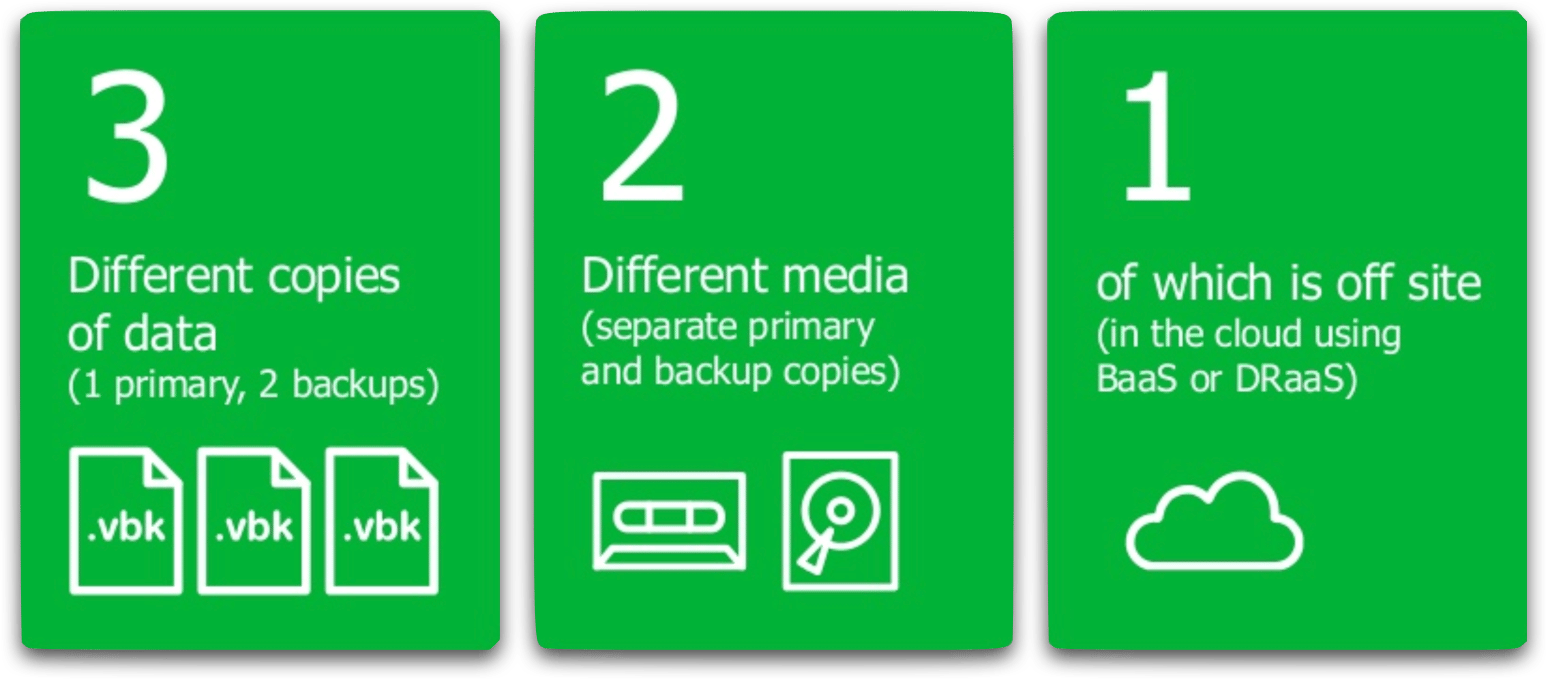 3
Different copies
of data
(1 primary, 2 backups)
.vbk
.vbk
.vbk
2
Different media
(separate primary
and backup copies)
1
of which is off site
(in the cloud using
BaaS or DRaaS)